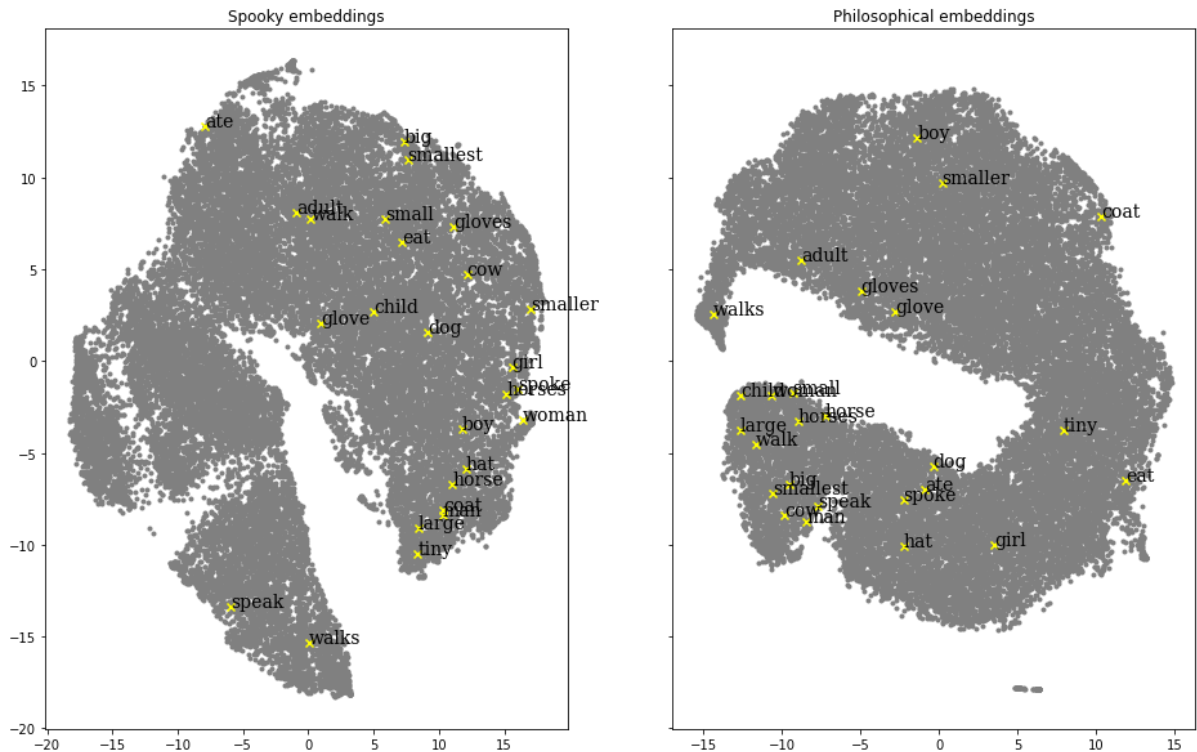 Spooky embeddings
15
10
5
0
−5
−10
−15
−20
ate
big
smallest
adult
walk
small
gloves
eat
cow
smaller
child
glove
dog
girl
spoke
horses
woman
boy
hat
horse
coat
man
large
tiny
speak
walks
−20
−15
−10
−5
0
5
10
15
Philosophical embeddings
boy
smaller
coat
adult
gloves
glove
walks
child
woman
small
horse
horses
large
walk
tiny
dog
eat
big
smallest
ate
spoke
speak
cow
man
hat
girl
−15
−10
−5
0
5
10
15